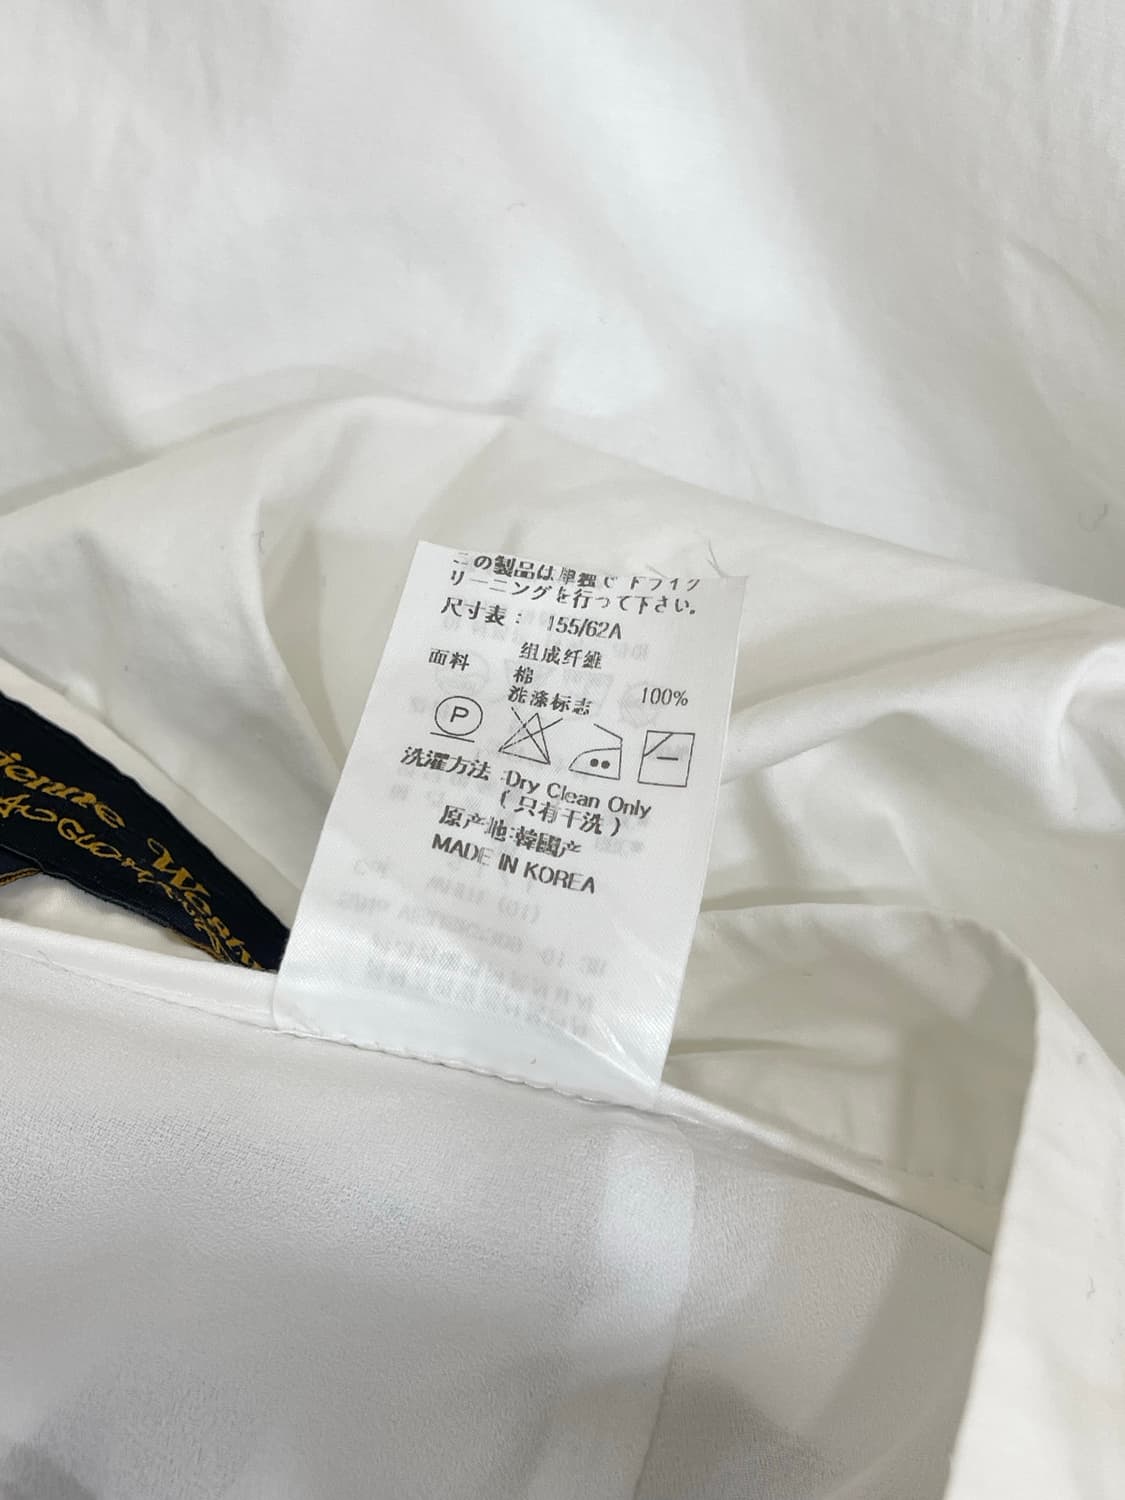 この製品は単独でドライク
リーニングを行って下さい。
尺寸表： 155/62A
面料 组成纤维
棉 100%
洗涤标志
P
洗濯方法 :Dry Clean Only
(只有干洗)
原产地:韓國产
MADE IN KOREA